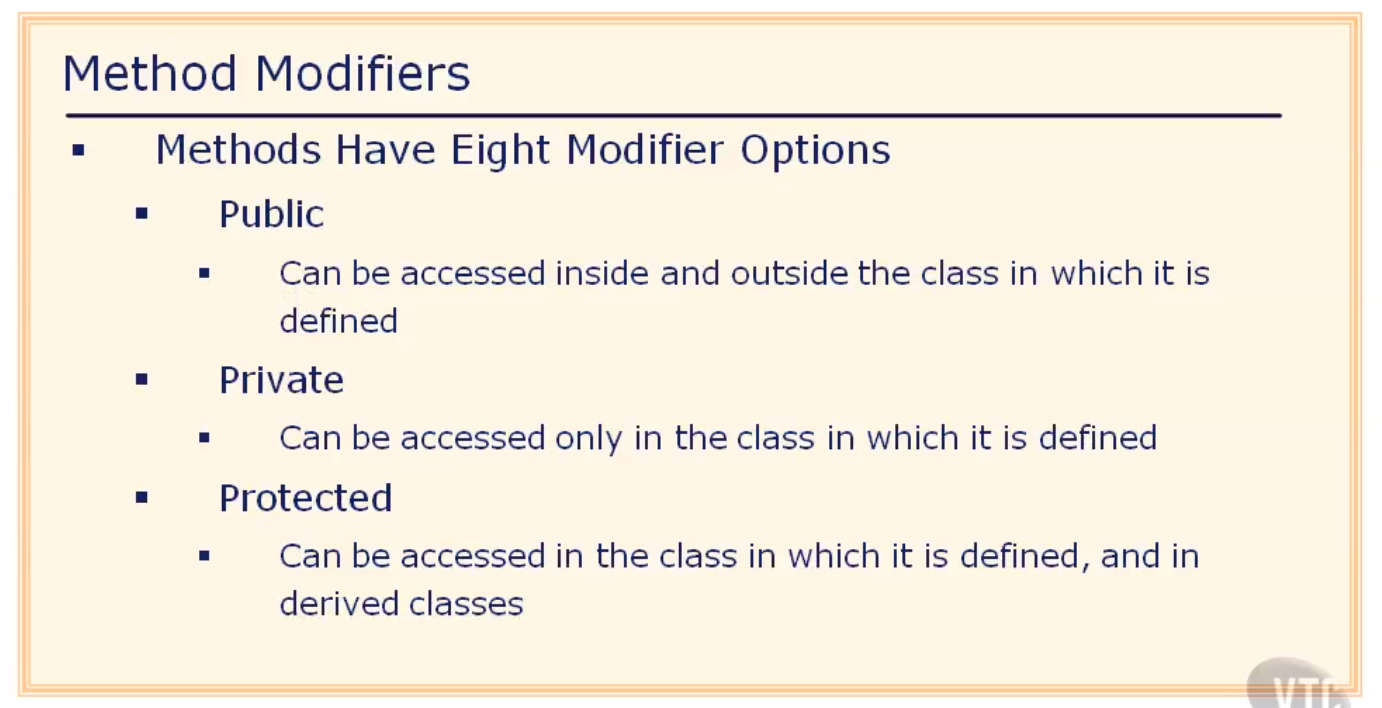 Method Modifiers
Methods Have Eight Modifier Options
Public
Can be accessed inside and outside the class in which it is
defined
Private
Can be accessed only in the class in which it is defined
Protected
Can be accessed in the class in which it is defined, and in
derived classes
VTC